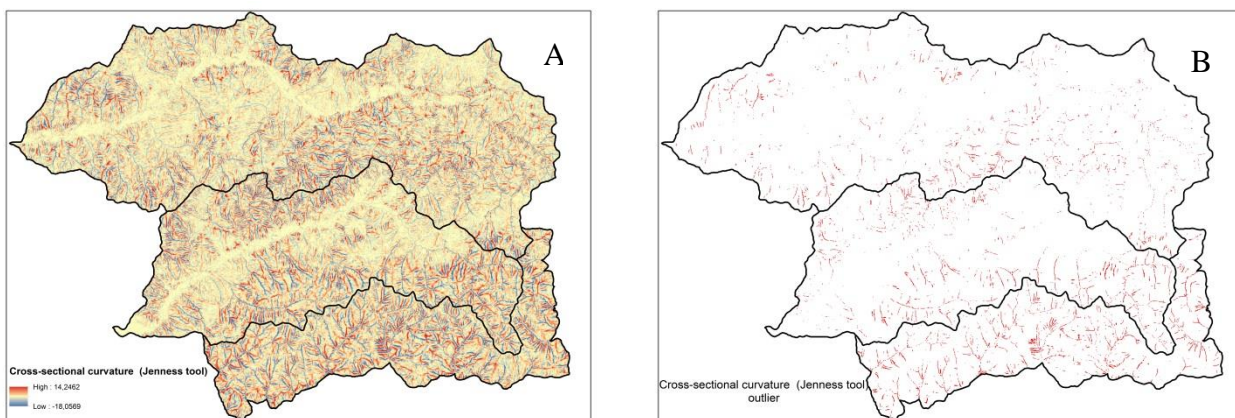 A
B
Cross-sectional curvature (Jenness tool)
High : 14,2462
Low : -18,0569
Cross-sectional curvature (Jenness tool
outlier